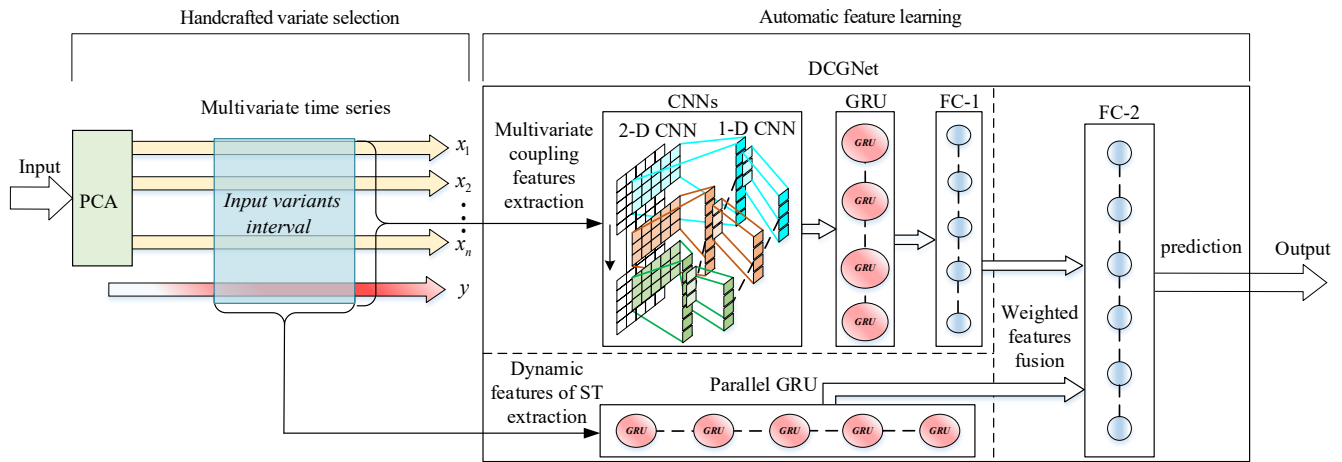 Handcrafted variate selection
Automatic feature learning
DCGNet
Multivariate time series
Input
PCA
Input variants
interval
x1
x2
xn
y
Multivariate
coupling
features
extraction
CNNs
2-D CNN
1-D CNN
GRU
GRU
GRU
GRU
GRU
FC-1
FC-2
prediction
Output
Weighted
features
fusion
Dynamic
features of ST
extraction
Parallel GRU
GRU
GRU
GRU
GRU
GRU